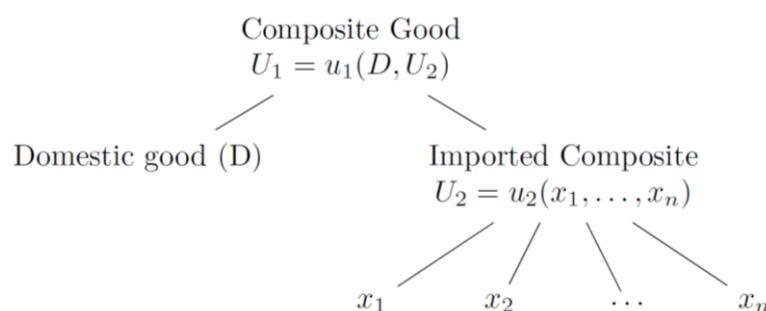 Composite Good
U₁ = u₁(D, U₂)
Domestic good (D)
Imported Composite
U₂ = u₂(x₁, . . . , xₙ)
x₁ x₂ . . . xₙ